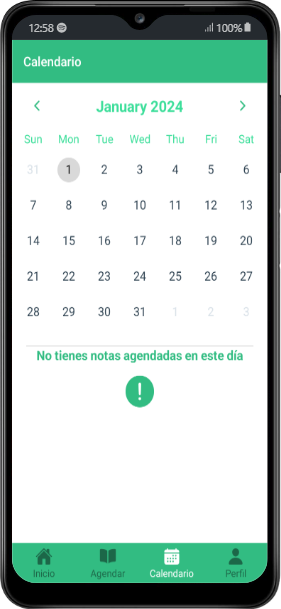 12:58 100%
Calendario
January 2024
Sun Mon Tue Wed Thu Fri Sat
31 1 2 3 4 5 6
7 8 9 10 11 12 13
14 15 16 17 18 19 20
21 22 23 24 25 26 27
28 29 30 31 1 2 3
No tienes notas agendadas en este día
!
Inicio Agendar Calendario Perfil